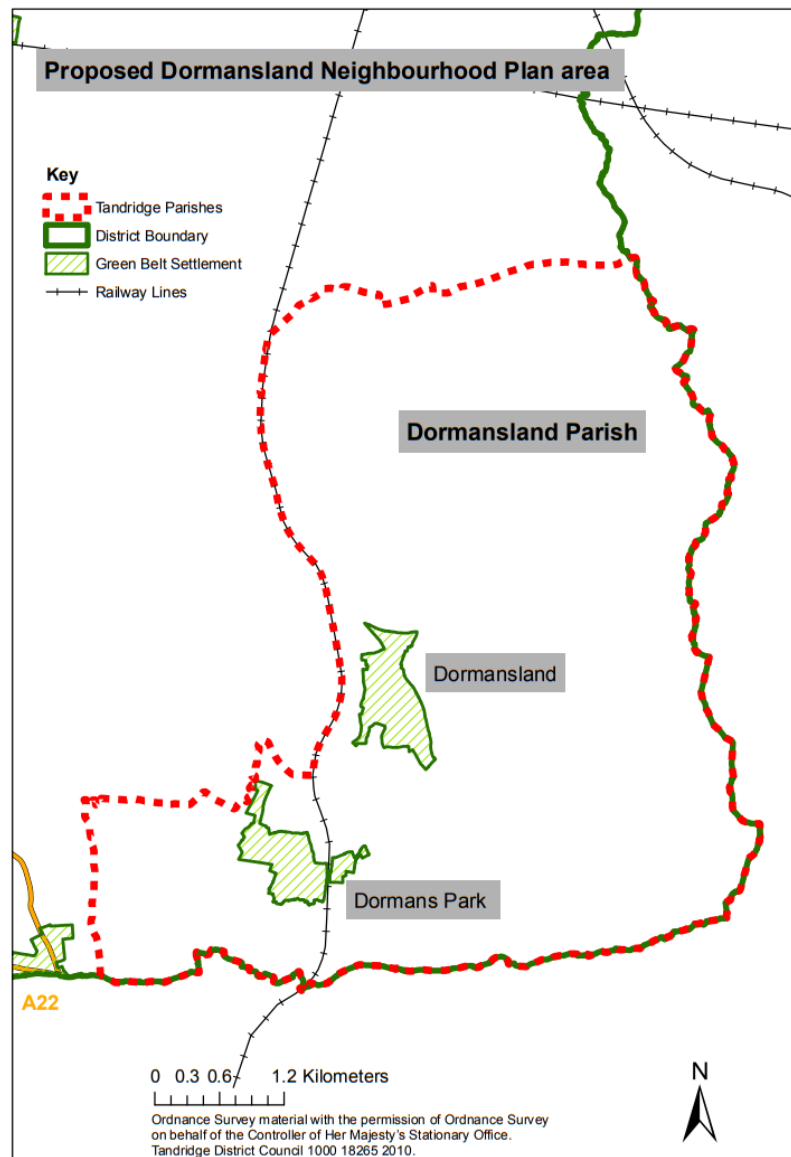 Proposed Dormansland Neighbourhood Plan area
Key
Tandridge Parishes
District Boundary
Green Belt Settlement
Railway Lines
Dormansland Parish
Dormansland
Dormans Park
A22
0 0.3 0.6 1.2 Kilometers
N
Ordnance Survey material with the permission of Ordnance Survey
on behalf of the Controller of Her Majesty's Stationary Office.
Tandridge District Council 1000 18265 2010.